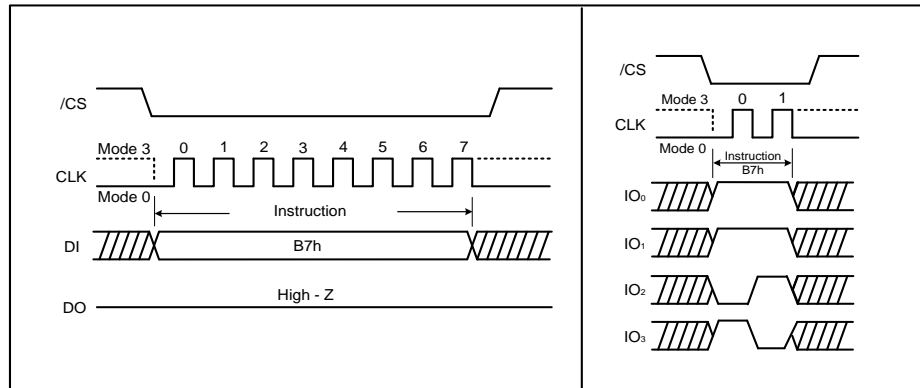 /CS
Mode 3
0 1 2 3 4 5 6 7
CLK
Mode 0
Instruction
DI
B7h
High - Z
DO
/CS
Mode 3
0 1
CLK
Mode 0
Instruction
B7h
IO₀
IO₁
IO₂
IO₃